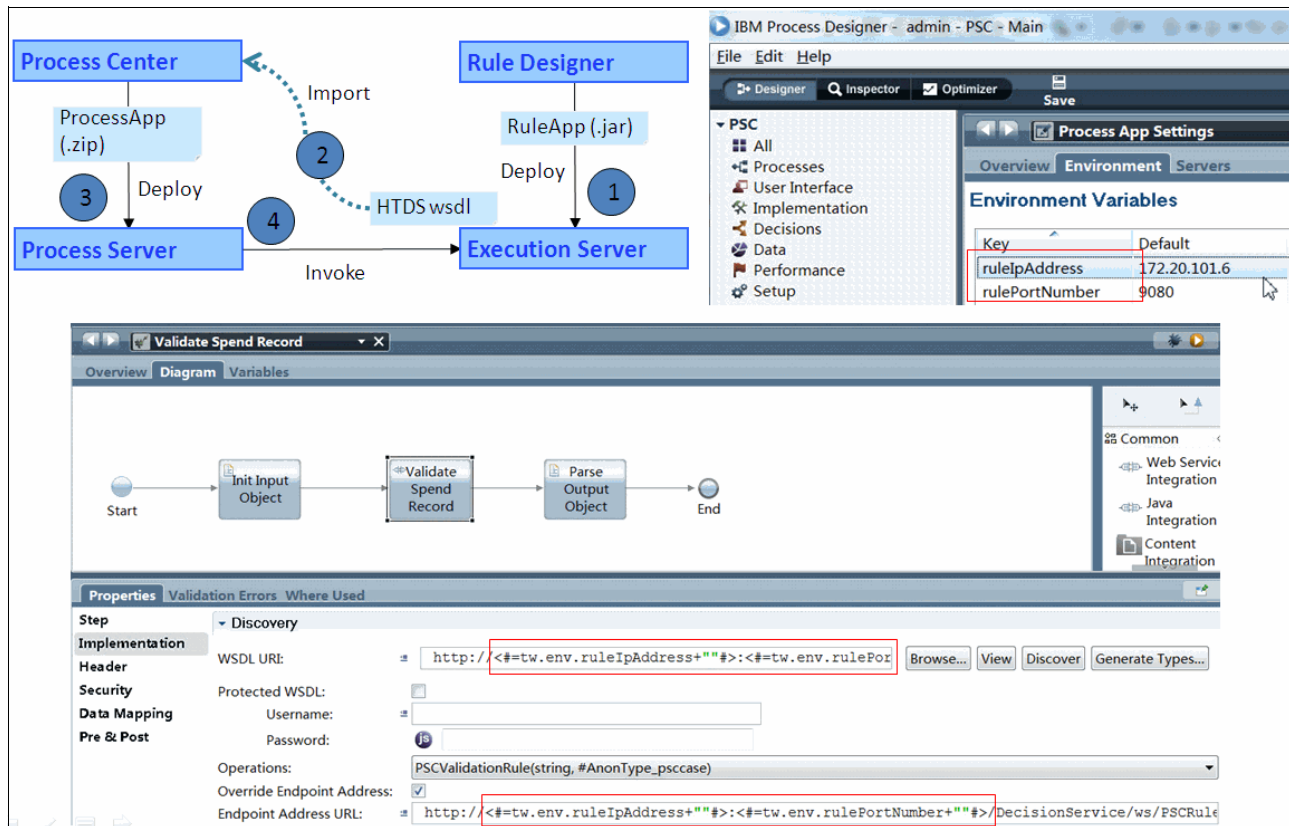 Process Center
Rule Designer
Import
ProcessApp
(.zip)
RuleApp (.jar)
2
Deploy
Deploy
3
1
HTDS wsdl
4
Process Server
Execution Server
Invoke
IBM Process Designer - admin - PSC - Main
File Edit Help
Designer Inspector Optimizer
Save
PSC
All
Processes
User Interface
Implementation
Decisions
Data
Performance
Setup
Process App Settings
Overview Environment Servers
Environment Variables
Key Default
ruleIpAddress 172.20.101.6
rulePortNumber 9080
Validate Spend Record
Overview Diagram Variables
Start
Init Input
Object
Validate
Spend
Record
Parse
Output
Object
End
Common
Web Service
Integration
Java
Integration
Content
Integration
Properties Validation Errors Where Used
Step
Implementation
Header
Security
Data Mapping
Pre & Post
Discovery
WSDL URI: http://<#=tw.env.ruleIpAddress+""#>:<#=tw.env.rulePor Browse... View Discover Generate Types...
Protected WSDL:
Username:
Password: js
Operations: PSCValidationRule(string, #AnonType_psccase)
Override Endpoint Address:
Endpoint Address URL: http://<#=tw.env.ruleIpAddress+""#>:<#=tw.env.rulePortNumber+""#>/DecisionService/ws/PSCRule